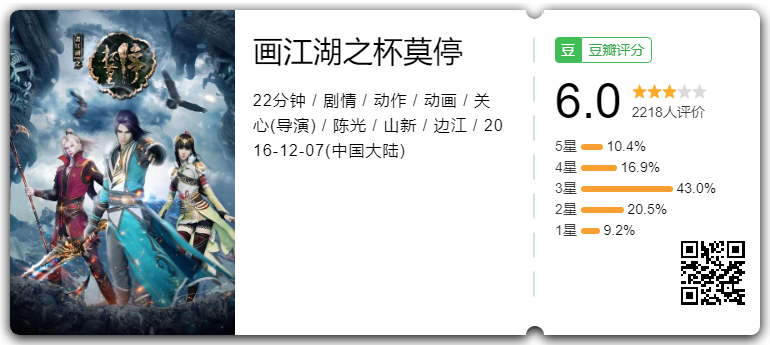 画江湖之杯莫停
22分钟 / 剧情 / 动作 / 动画 / 关
心(导演) / 陈光 / 山新 / 边江 / 20
16-12-07(中国大陆)
豆 豆瓣评分
6.0
2218人评价
5星 10.4%
4星 16.9%
3星 43.0%
2星 20.5%
1星 9.2%